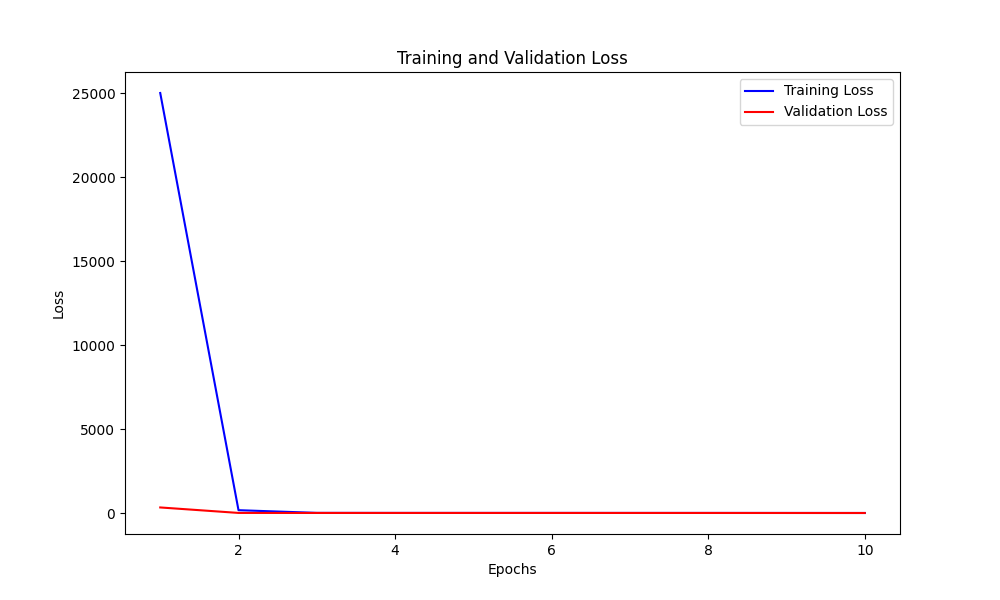 Training and Validation Loss
Training Loss
Validation Loss
25000
20000
15000
10000
5000
0
Loss
2
4
6
8
10
Epochs